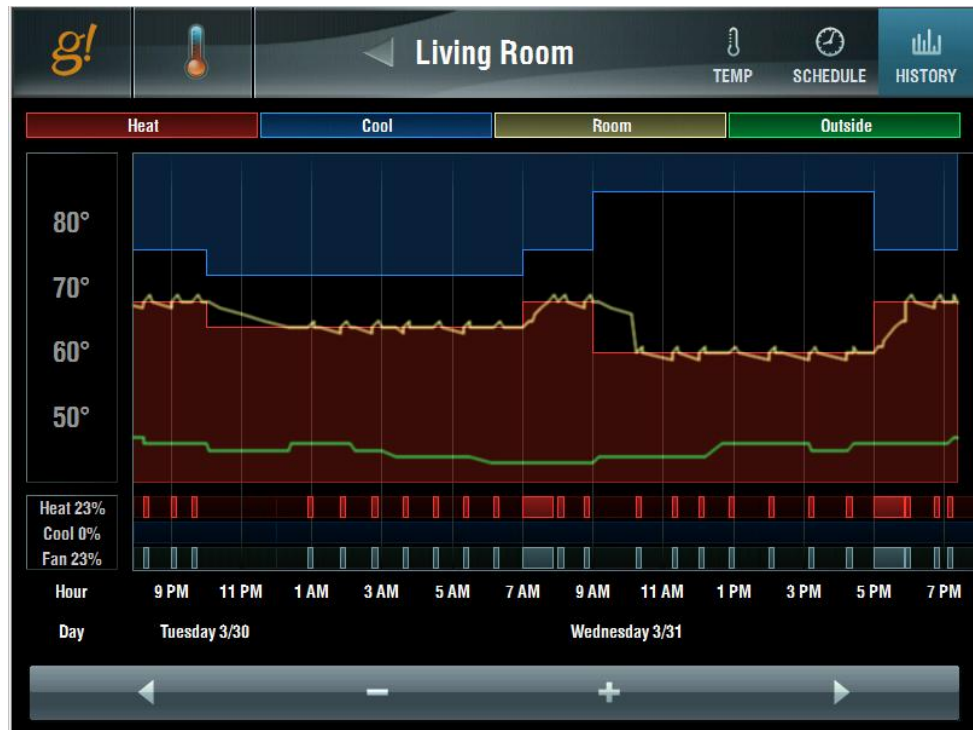 g!
Living Room
TEMP SCHEDULE HISTORY
Heat Cool Room Outside
80°
70°
60°
50°
Heat 23%
Cool 0%
Fan 23%
Hour 9 PM 11 PM 1 AM 3 AM 5 AM 7 AM 9 AM 11 AM 1 PM 3 PM 5 PM 7 PM
Day Tuesday 3/30 Wednesday 3/31